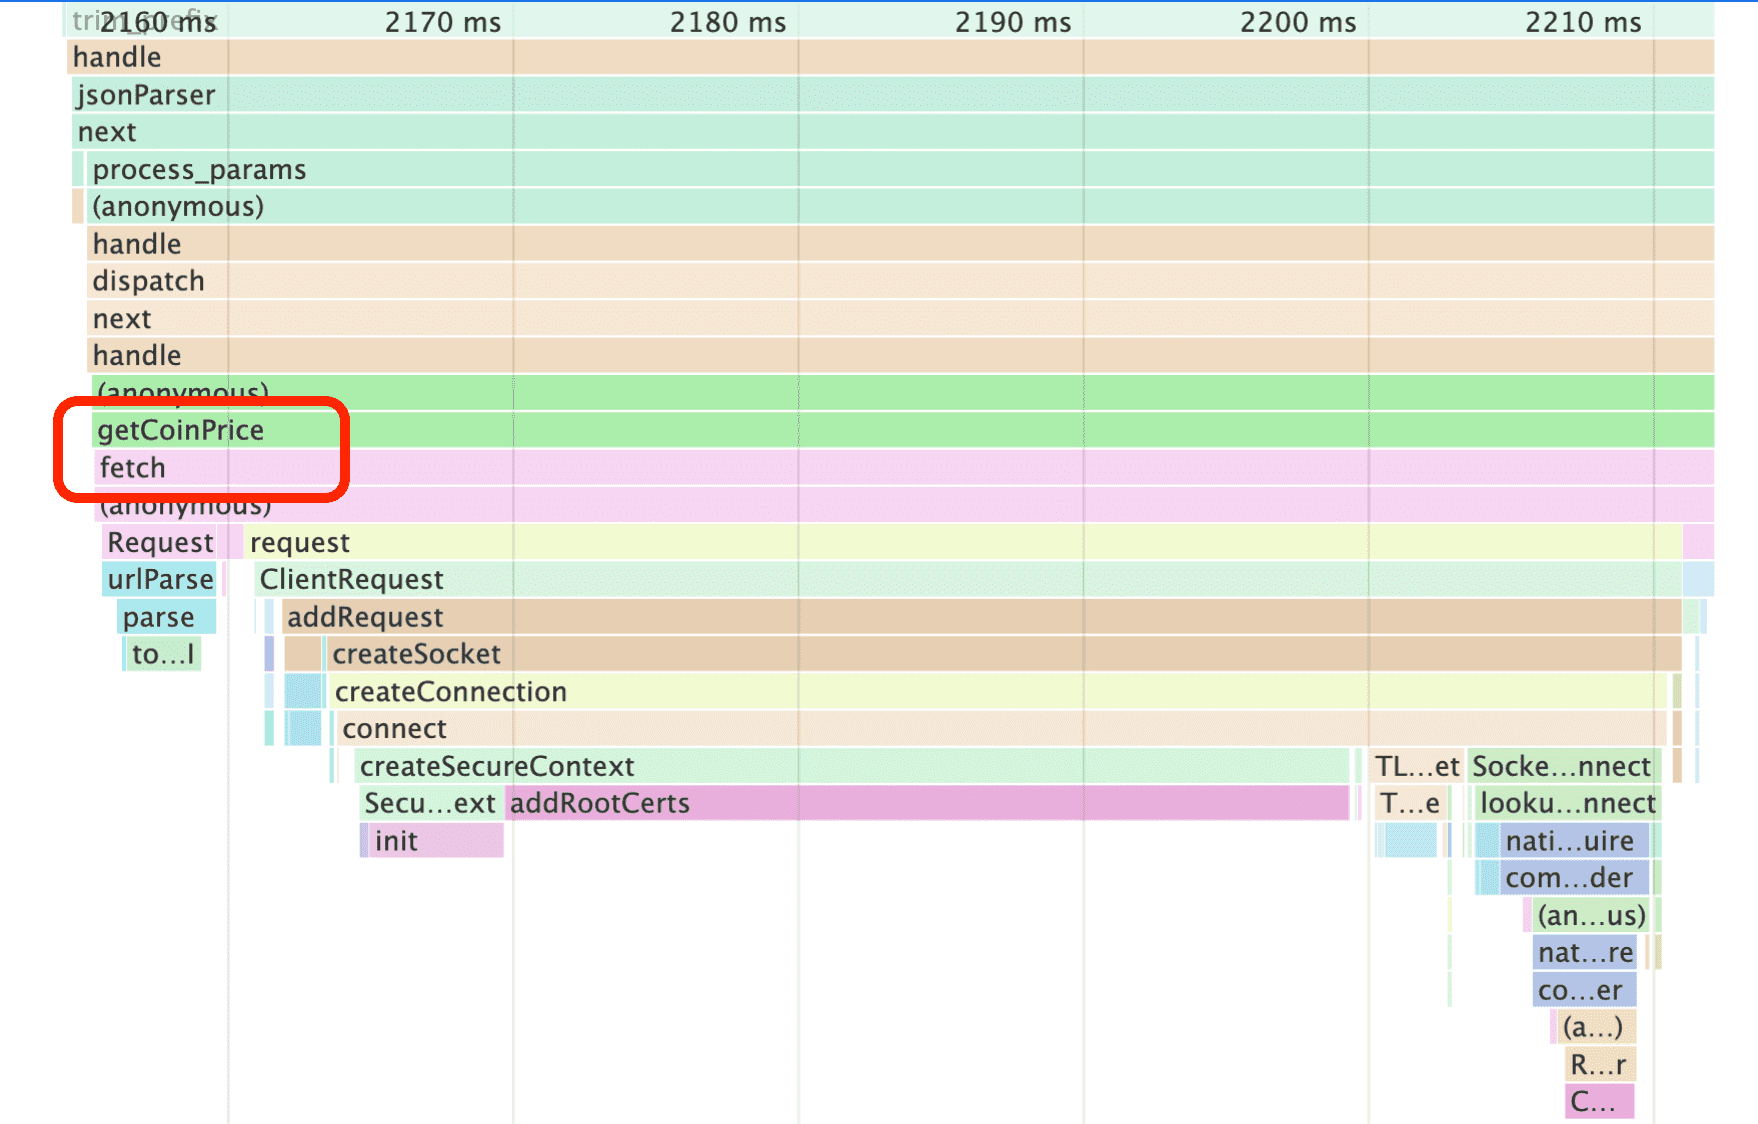 trim_prefix 2160 ms 2170 ms 2180 ms 2190 ms 2200 ms 2210 ms
handle
jsonParser
next
process_params
(anonymous)
handle
dispatch
next
handle
(anonymous)
getCoinPrice
fetch
(anonymous)
Request request
urlParse ClientRequest
parse addRequest
to...l createSocket
createConnection
connect
createSecureContext TL...et Socke...nnect
Secu...ext addRootCerts T...e looku...nnect
init nati...uire
com...der
(an...us)
nat...re
co...er
(a...)
R...r
C...